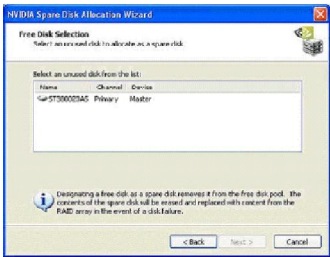 NVIDIA Spare Disk Allocation Wizard
Free Disk Selection
Select an unused disk to allocate as a spare disk
Select an unused disk from the list:
Name Channel Device
ST380023AS Primary Master
Designating a free disk as a spare disk removes it from the free disk pool. The
contents of the spare disk will be erased and replaced with content from the
RAID array in the event of a disk failure.
< Back Next > Cancel